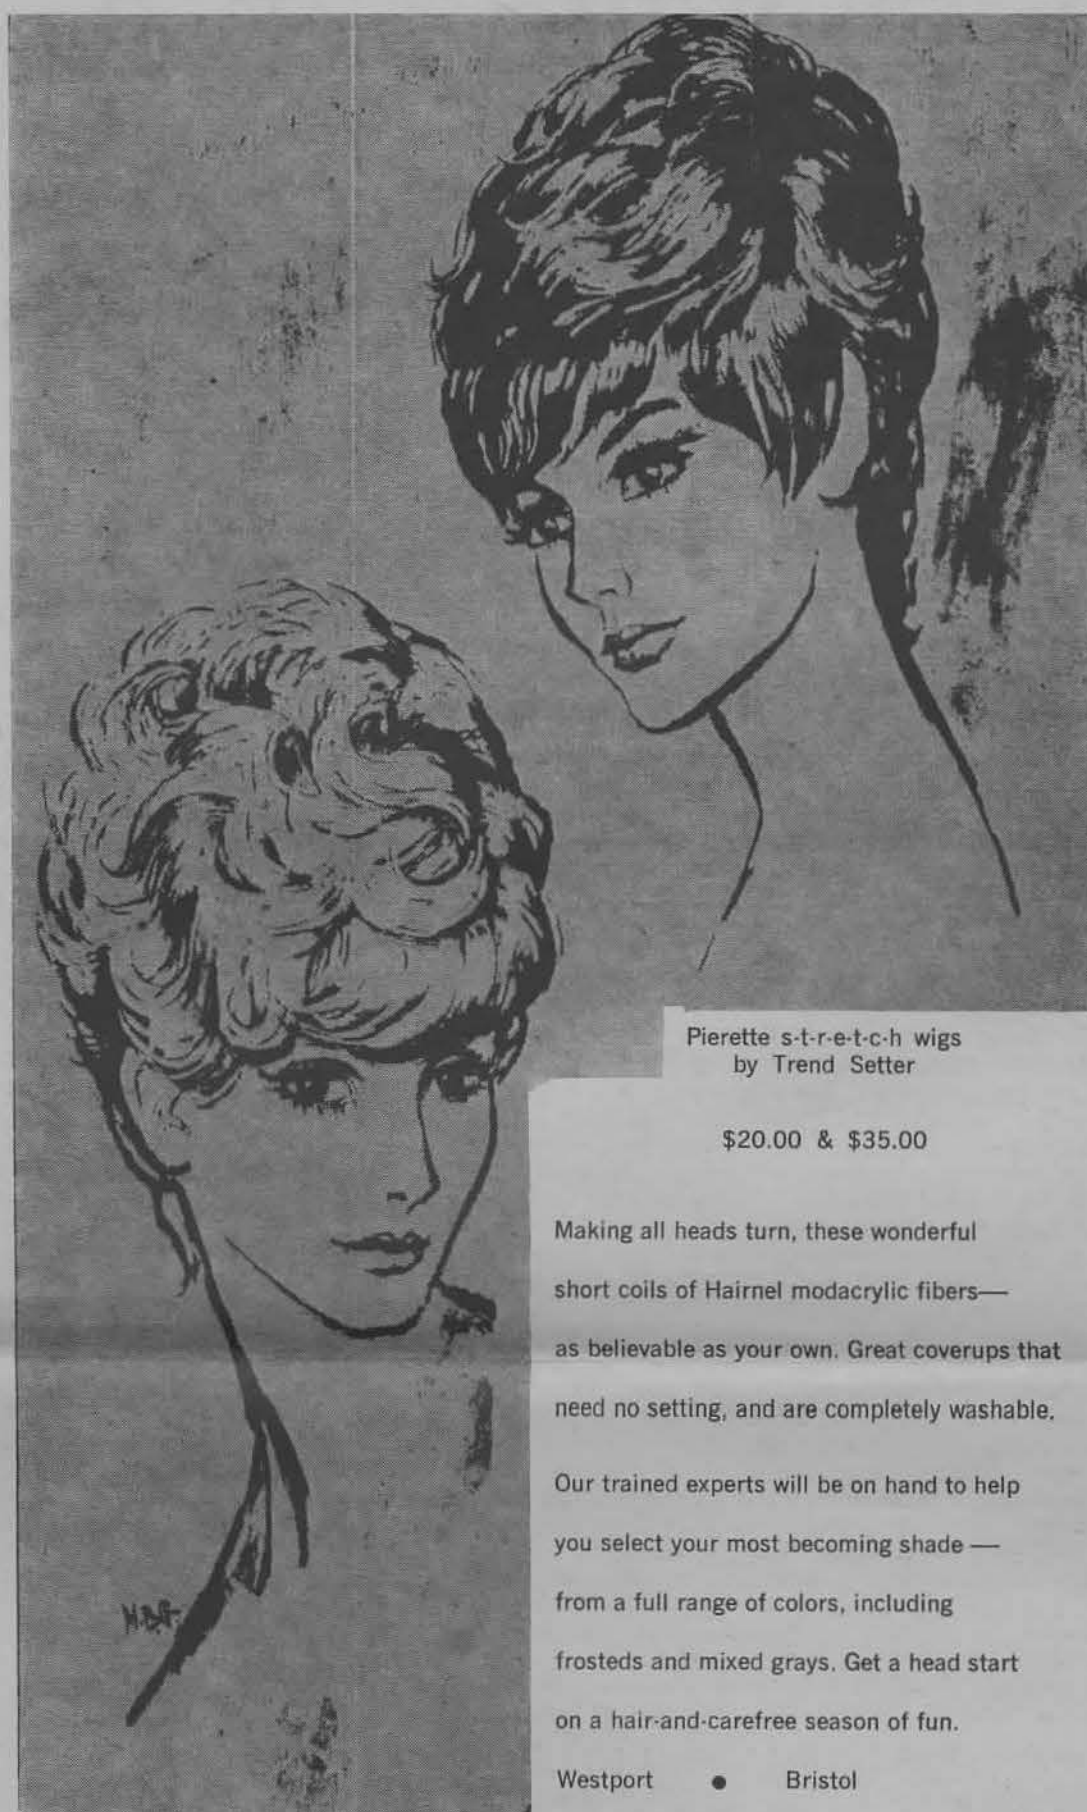 Pierette s-t-r-e-t-c-h wigs
by Trend Setter
$20.00 & $35.00
Making all heads turn, these wonderful
short coils of Hairnel modacrylic fibers—
as believable as your own. Great coverups that
need no setting, and are completely washable.
Our trained experts will be on hand to help
you select your most becoming shade —
from a full range of colors, including
frosteds and mixed grays. Get a head start
on a hair-and-carefree season of fun.
Westport • Bristol